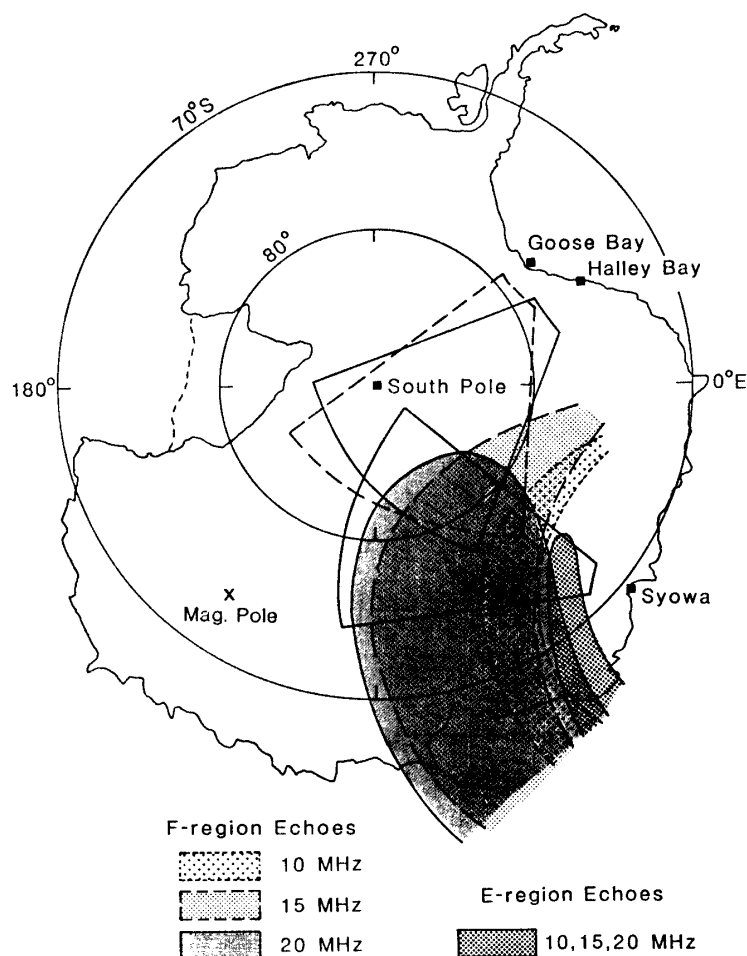 270°
70°S
80°
Goose Bay
Halley Bay
180°
South Pole
0°E
x
Mag. Pole
Syowa
F-region Echoes
10 MHz
15 MHz
20 MHz
E-region Echoes
10,15,20 MHz